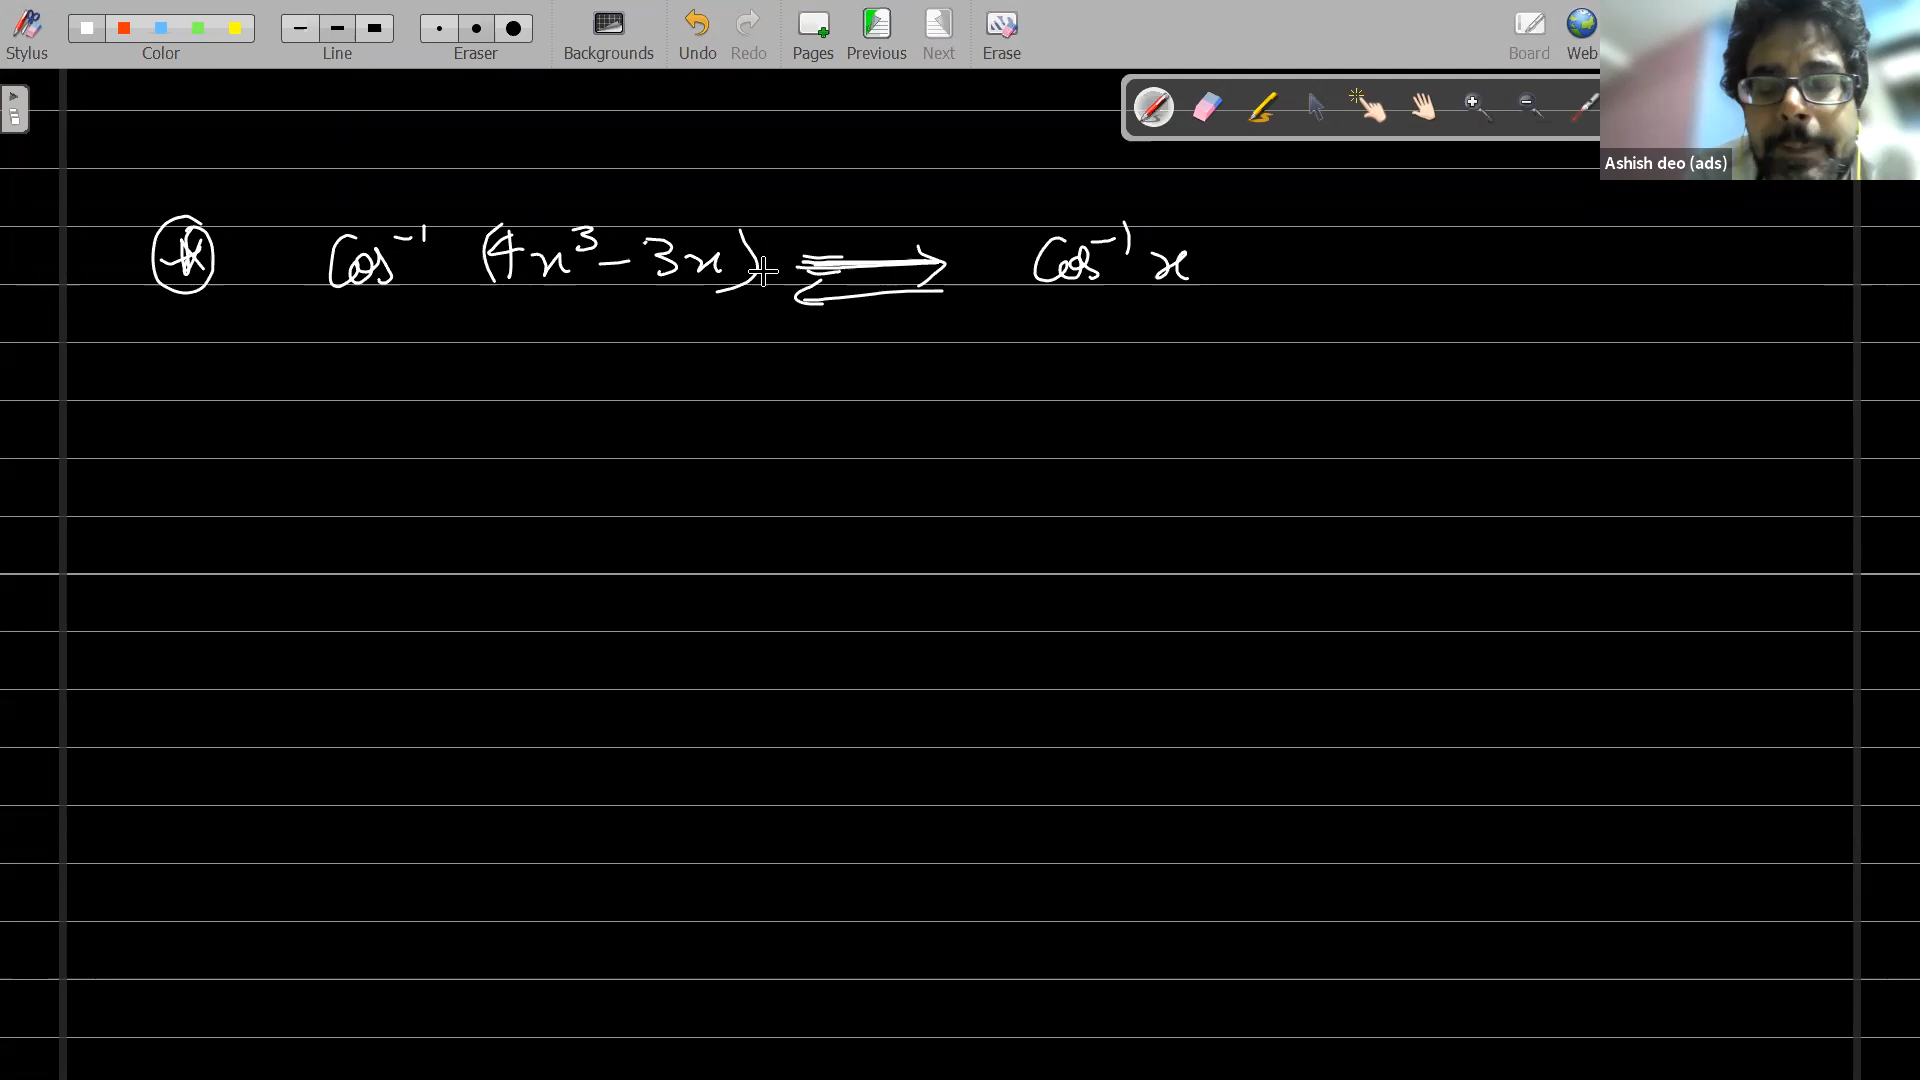 Stylus Color Line Eraser Backgrounds Undo Redo Pages Previous Next Erase Board Web
Ashish deo (ads)
Cos⁻¹ (4x³ – 3x) ⇒ Cos⁻¹ x